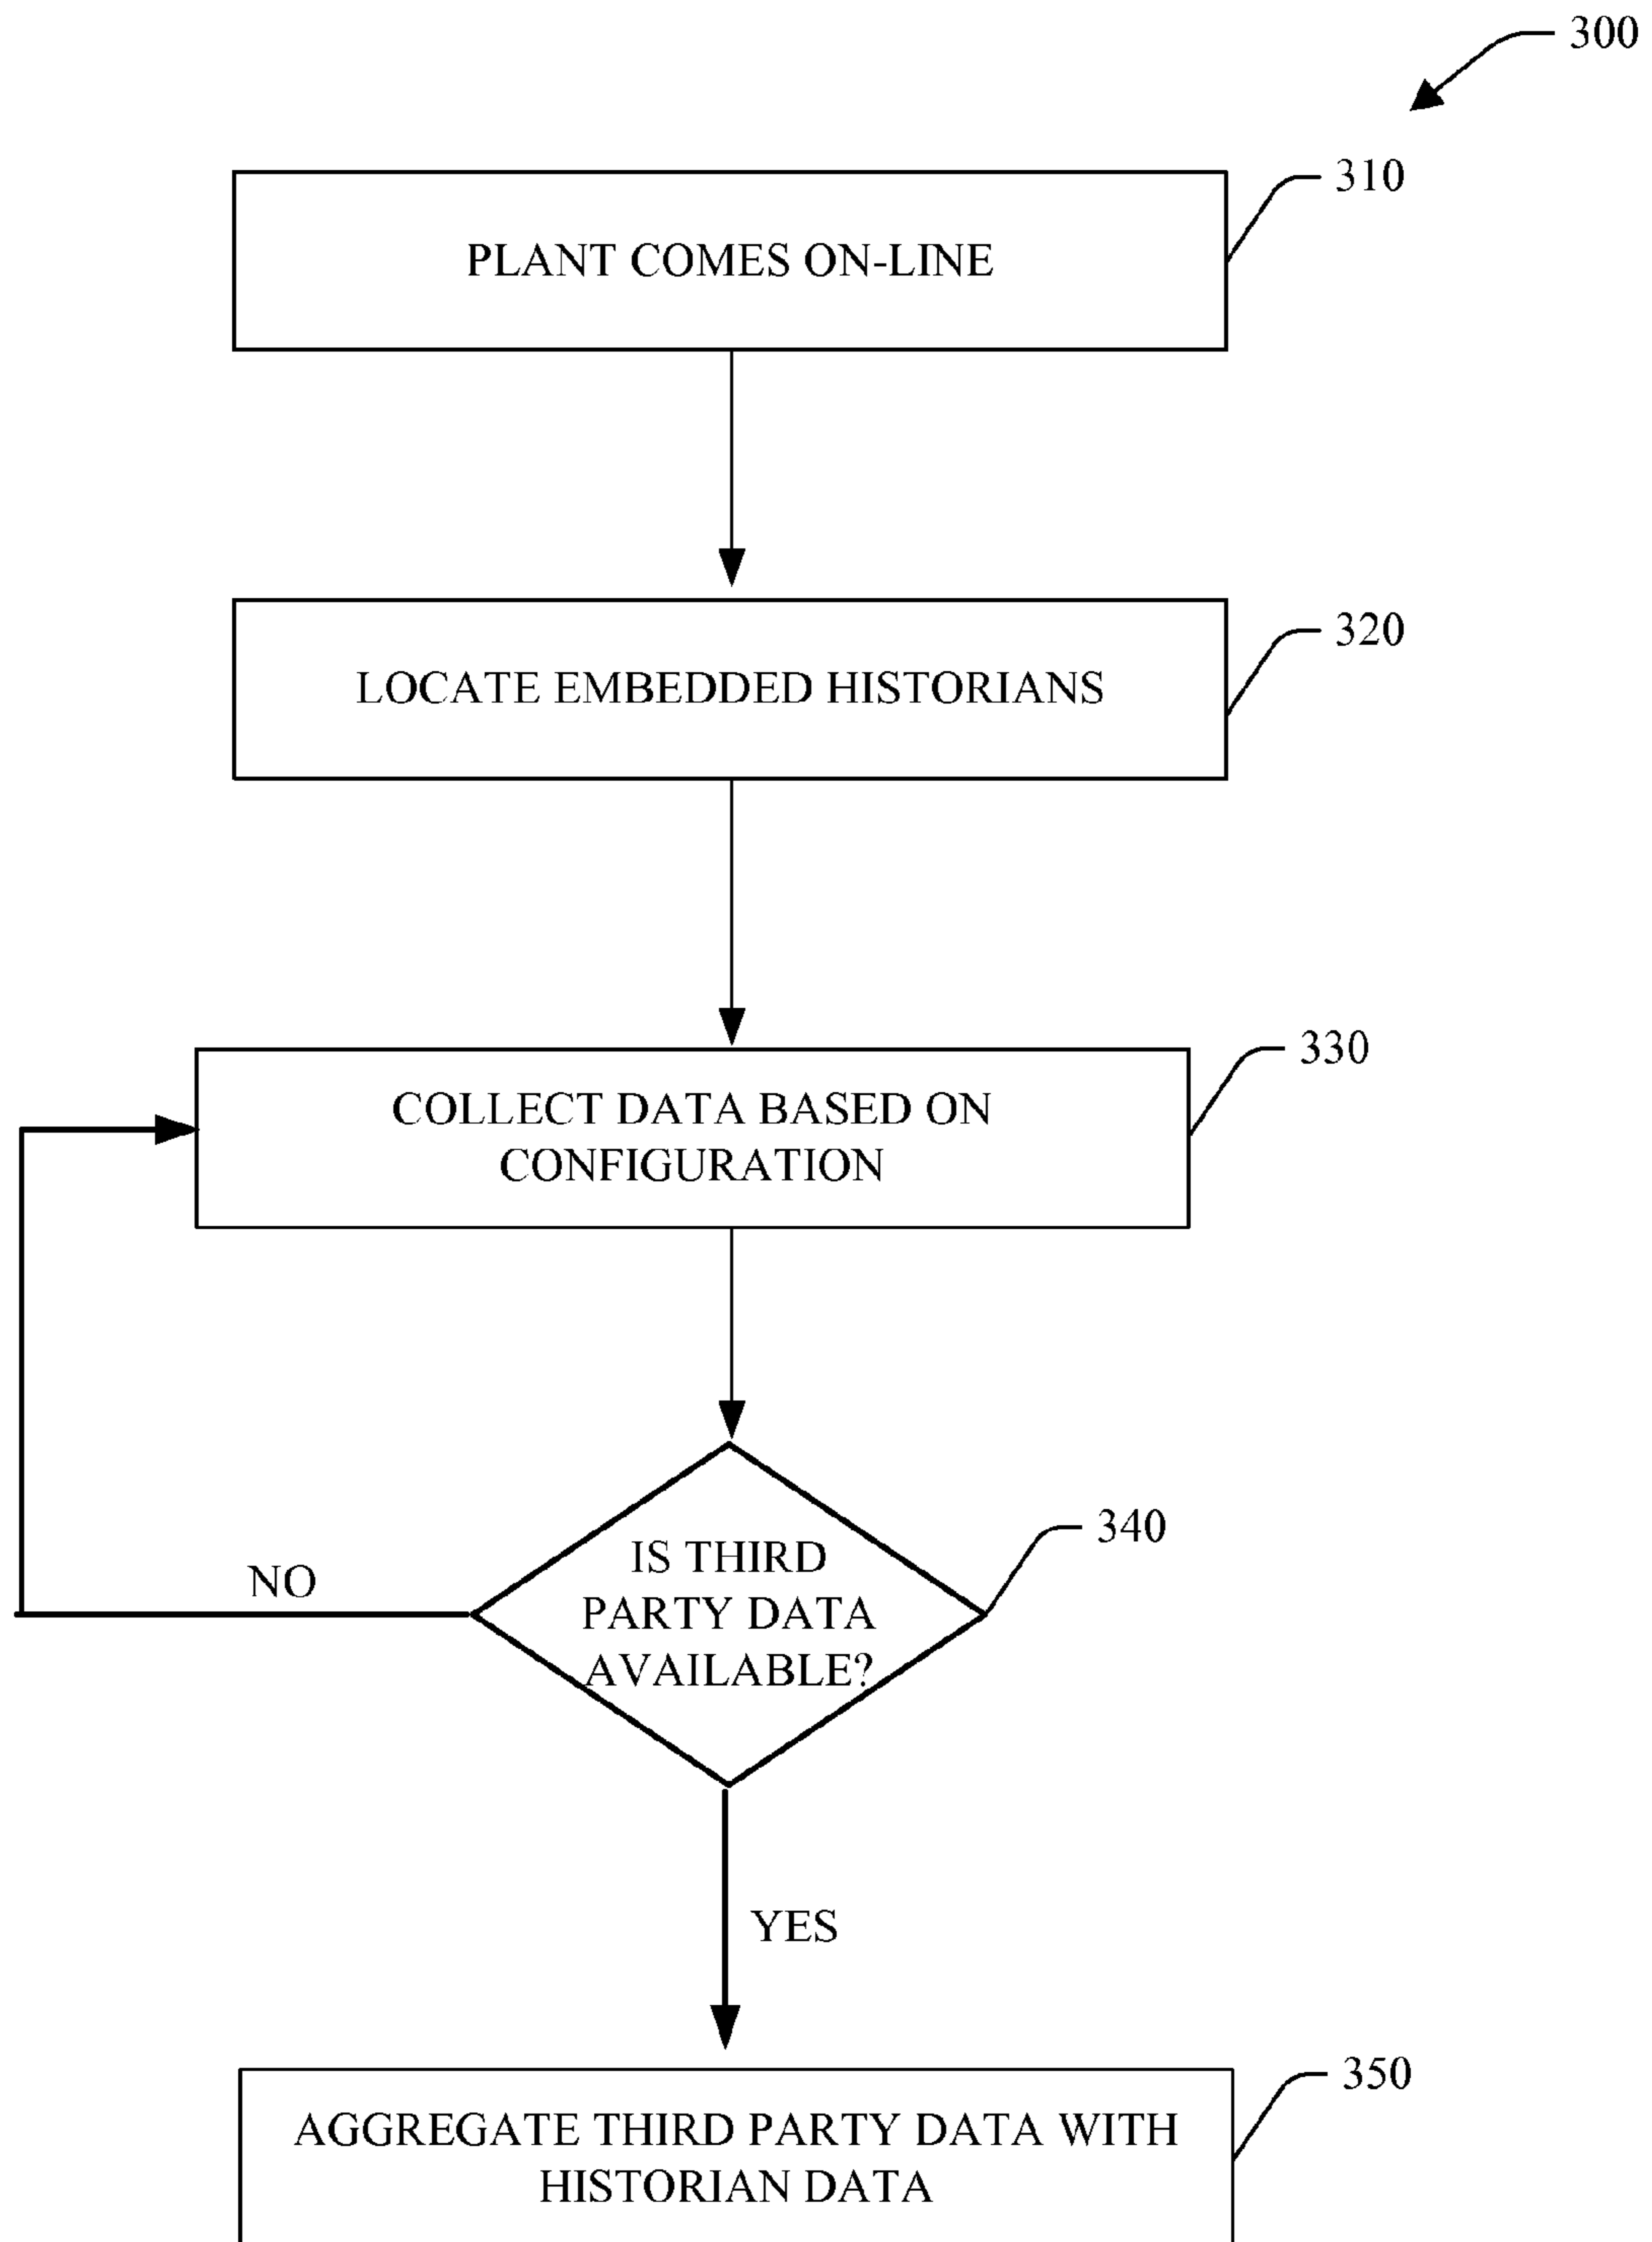 300
310
PLANT COMES ON-LINE
320
LOCATE EMBEDDED HISTORIANS
330
COLLECT DATA BASED ON
CONFIGURATION
340
IS THIRD
PARTY DATA
AVAILABLE?
NO
YES
350
AGGREGATE THIRD PARTY DATA WITH
HISTORIAN DATA